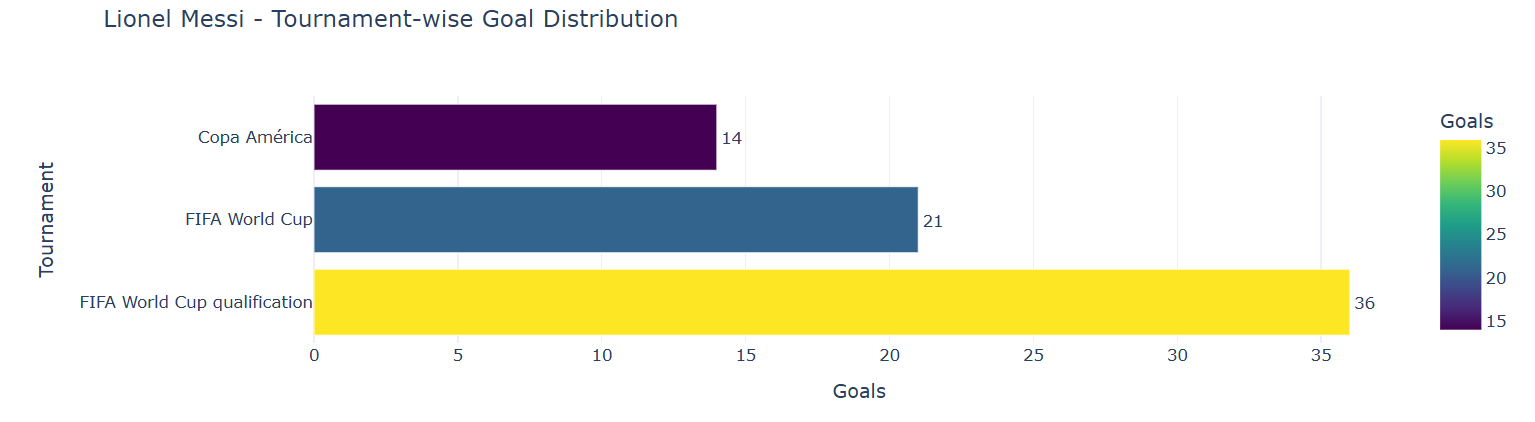 Lionel Messi - Tournament-wise Goal Distribution
Tournament
Copa América
14
FIFA World Cup
21
FIFA World Cup qualification
36
0 5 10 15 20 25 30 35
Goals
Goals
35
30
25
20
15